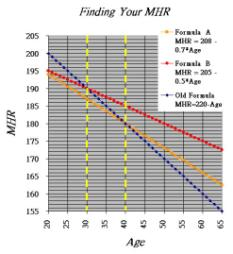 Finding Your MHR
205
200
195
190
185
180
175
170
165
160
155
MHR
20
25
30
35
40
45
50
55
60
65
Age
Formula A
MHR = 208 -
0.7*Age
Formula B
MHR = 205 -
0.5*Age
Old Formula
MHR=220-Age